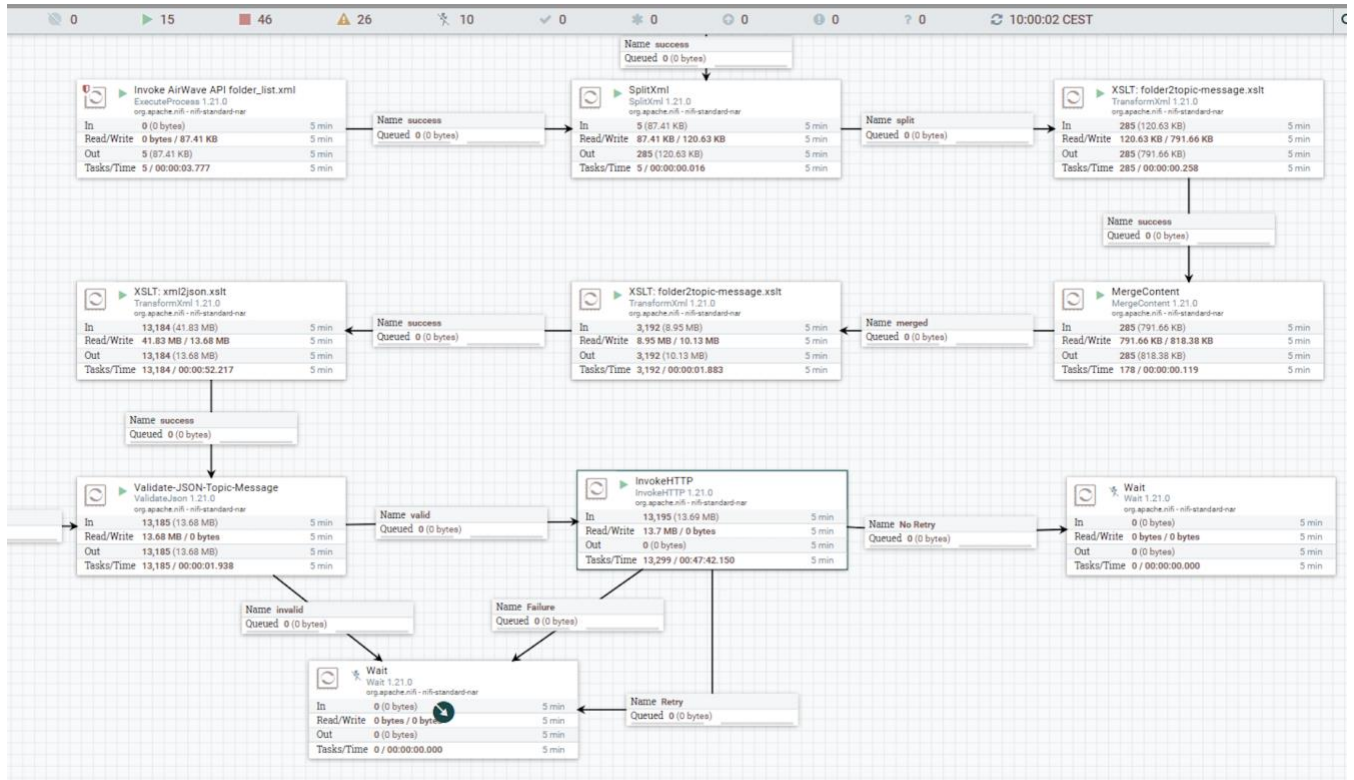 0 15 46 26 10 0 0 0 0 ? 0 10:00:02 CEST
Name success
Queued 0 (0 bytes)
Invoke AirWave API folder_list.xml
ExecuteProcess 1.21.0
org.apache.nifi - nifi-standard-nar
In 0 (0 bytes) 5 min
Read/Write 0 bytes / 87.41 KB 5 min
Out 5 (87.41 KB) 5 min
Tasks/Time 5 / 00:00:03.777 5 min
Name success
Queued 0 (0 bytes)
SplitXml
SplitXml 1.21.0
org.apache.nifi - nifi-standard-nar
In 5 (87.41 KB) 5 min
Read/Write 87.41 KB / 120.63 KB 5 min
Out 285 (120.63 KB) 5 min
Tasks/Time 5 / 00:00:00.016 5 min
Name split
Queued 0 (0 bytes)
XSLT: folder2topic-message.xslt
TransformXml 1.21.0
org.apache.nifi - nifi-standard-nar
In 285 (120.63 KB) 5 min
Read/Write 120.63 KB / 791.66 KB 5 min
Out 285 (791.66 KB) 5 min
Tasks/Time 285 / 00:00:00.258 5 min
Name success
Queued 0 (0 bytes)
XSLT: xml2json.xslt
TransformXml 1.21.0
org.apache.nifi - nifi-standard-nar
In 13,184 (41.83 MB) 5 min
Read/Write 41.83 MB / 13.68 MB 5 min
Out 13,184 (13.68 MB) 5 min
Tasks/Time 13,184 / 00:00:52.217 5 min
Name success
Queued 0 (0 bytes)
XSLT: folder2topic-message.xslt
TransformXml 1.21.0
org.apache.nifi - nifi-standard-nar
In 3,192 (8.95 MB) 5 min
Read/Write 8.95 MB / 10.13 MB 5 min
Out 3,192 (10.13 MB) 5 min
Tasks/Time 3,192 / 00:00:01.883 5 min
Name merged
Queued 0 (0 bytes)
MergeContent
MergeContent 1.21.0
org.apache.nifi - nifi-standard-nar
In 285 (791.66 KB) 5 min
Read/Write 791.66 KB / 818.38 KB 5 min
Out 285 (818.38 KB) 5 min
Tasks/Time 178 / 00:00:00.119 5 min
Name success
Queued 0 (0 bytes)
Validate-JSON-Topic-Message
ValidateJson 1.21.0
org.apache.nifi - nifi-standard-nar
In 13,185 (13.68 MB) 5 min
Read/Write 13.68 MB / 0 bytes 5 min
Out 13,185 (13.68 MB) 5 min
Tasks/Time 13,185 / 00:00:01.938 5 min
Name valid
Queued 0 (0 bytes)
InvokeHTTP
InvokeHTTP 1.21.0
org.apache.nifi - nifi-standard-nar
In 13,195 (13.69 MB) 5 min
Read/Write 13.7 MB / 0 bytes 5 min
Out 0 (0 bytes) 5 min
Tasks/Time 13,299 / 00:47:42.150 5 min
Name No Retry
Queued 0 (0 bytes)
Wait
Wait 1.21.0
org.apache.nifi - nifi-standard-nar
In 0 (0 bytes) 5 min
Read/Write 0 bytes / 0 bytes 5 min
Out 0 (0 bytes) 5 min
Tasks/Time 0 / 00:00:00.000 5 min
Name invalid
Queued 0 (0 bytes)
Name Failure
Queued 0 (0 bytes)
Wait
Wait 1.21.0
org.apache.nifi - nifi-standard-nar
In 0 (0 bytes) 5 min
Read/Write 0 bytes / 0 byte 5 min
Out 0 (0 bytes) 5 min
Tasks/Time 0 / 00:00:00.000 5 min
Name Retry
Queued 0 (0 bytes)